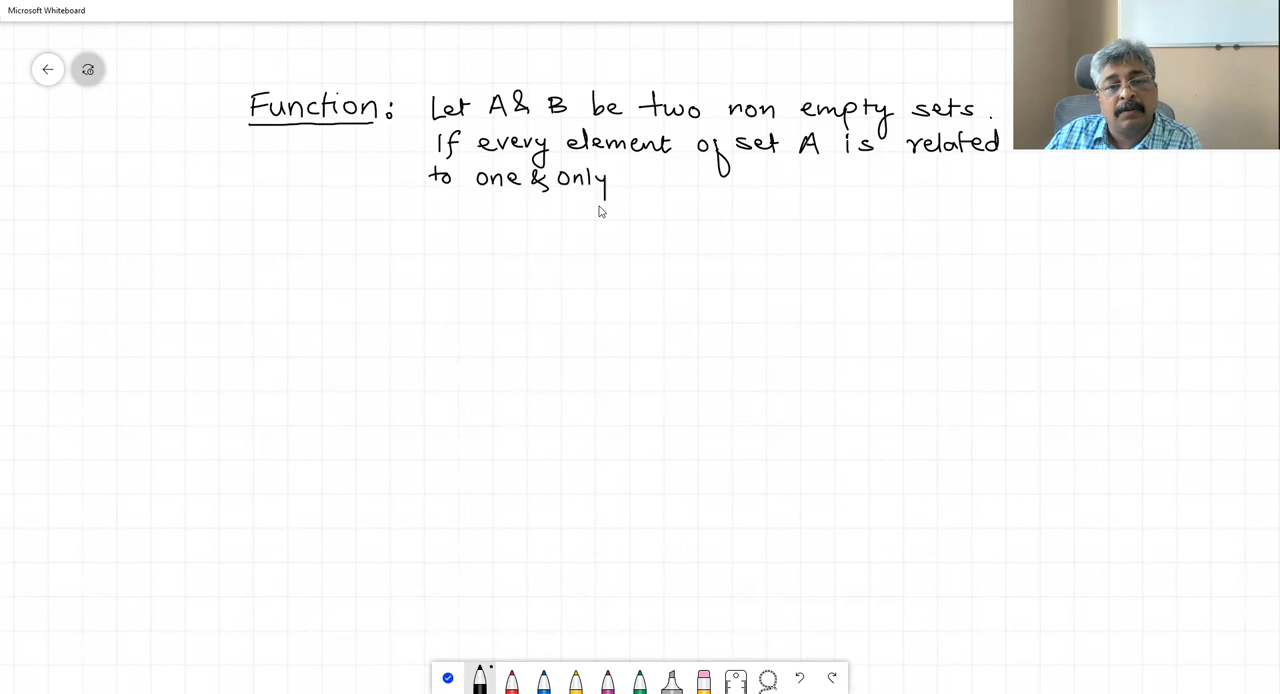 Microsoft Whiteboard
Function: Let A & B be two non empty sets.
If every element of set A is related
to one & only